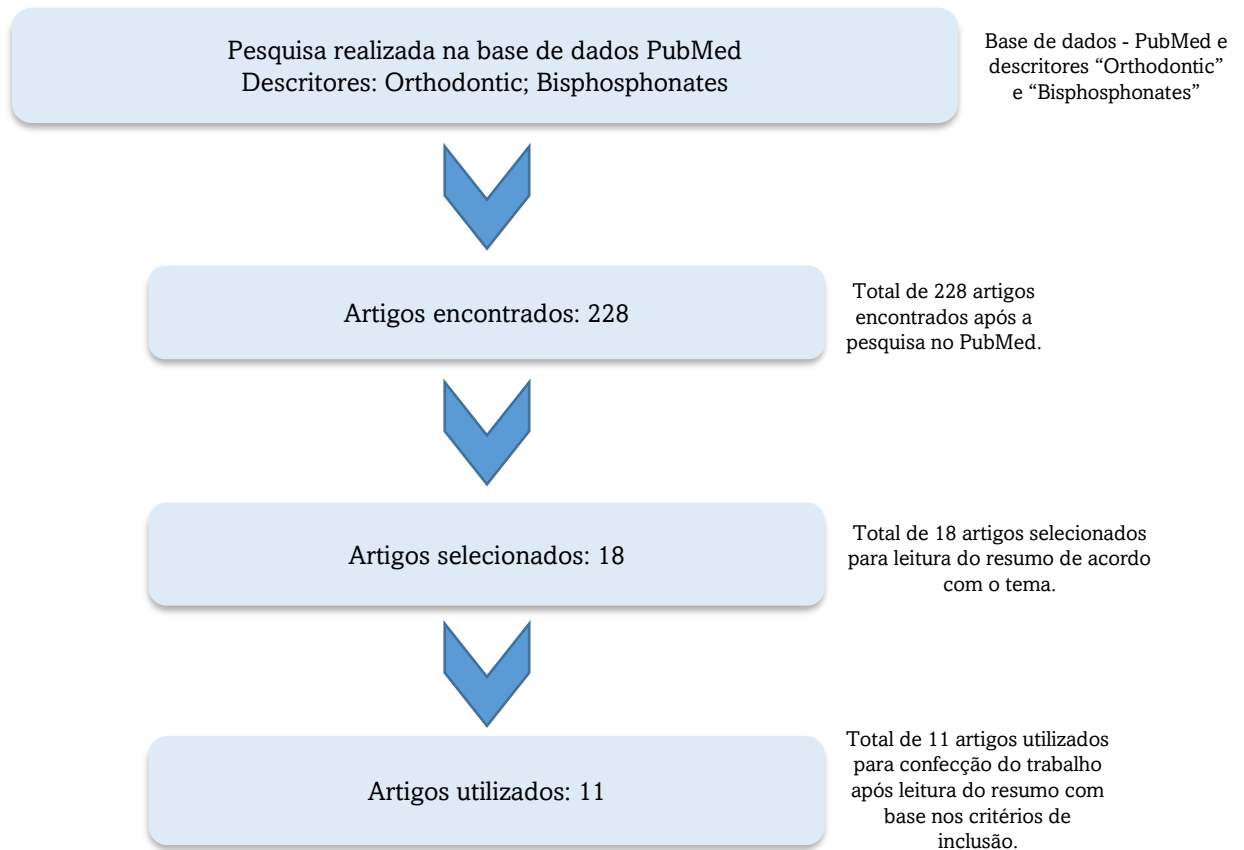 Pesquisa realizada na base de dados PubMed
Descritores: Orthodontic; Bisphosphonates
Base de dados - PubMed e
descritores “Orthodontic”
e “Bisphosphonates”
Artigos encontrados: 228
Total de 228 artigos
encontrados após a
pesquisa no PubMed.
Artigos selecionados: 18
Total de 18 artigos selecionados
para leitura do resumo de acordo
com o tema.
Artigos utilizados: 11
Total de 11 artigos utilizados
para confecção do trabalho
após leitura do resumo com
base nos critérios de
inclusão.